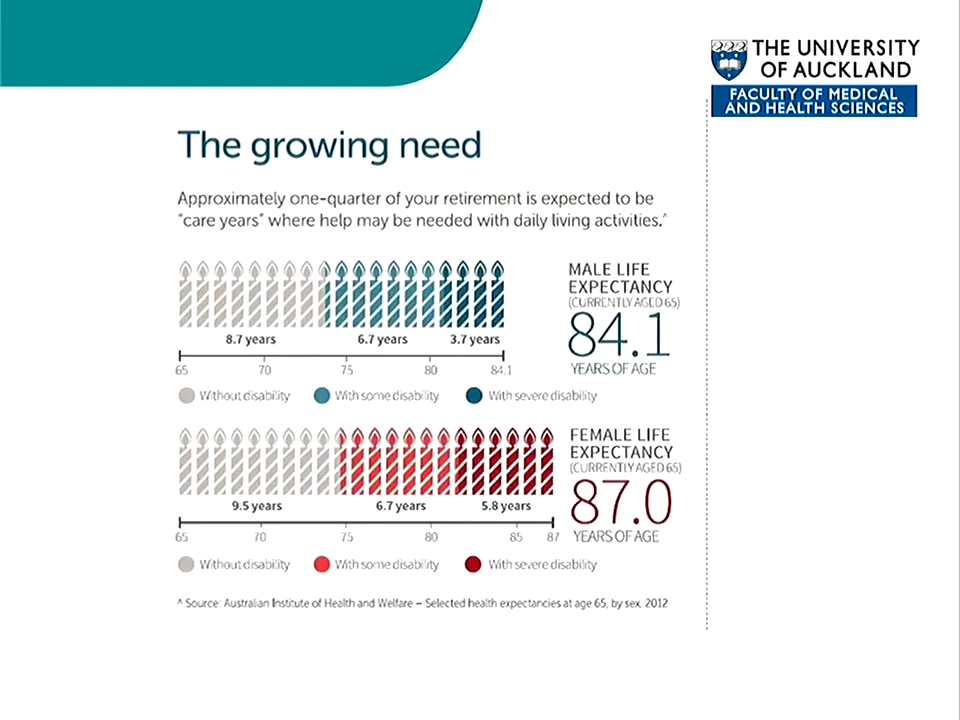 THE UNIVERSITY
OF AUCKLAND
FACULTY OF MEDICAL
AND HEALTH SCIENCES
The growing need
Approximately one-quarter of your retirement is expected to be
"care years" where help may be needed with daily living activities.^
MALE LIFE
EXPECTANCY
(CURRENTLY AGED 65)
84.1
YEARS OF AGE
8.7 years 6.7 years 3.7 years
65 70 75 80 84.1
Without disability With some disability With severe disability
FEMALE LIFE
EXPECTANCY
(CURRENTLY AGED 65)
87.0
YEARS OF AGE
9.5 years 6.7 years 5.8 years
65 70 75 80 85 87
Without disability With some disability With severe disability
^ Source: Australian Institute of Health and Welfare – Selected health expectancies at age 65, by sex, 2012